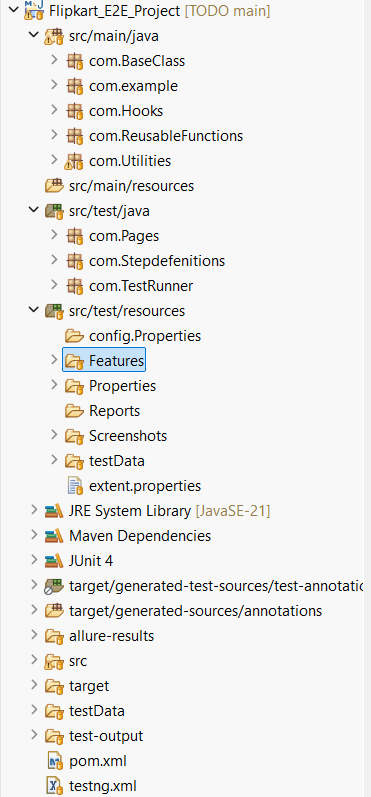 Flipkart_E2E_Project [TODO main]
src/main/java
com.BaseClass
com.example
com.Hooks
com.ReusableFunctions
com.Utilities
src/main/resources
src/test/java
com.Pages
com.Stepdefenitions
com.TestRunner
src/test/resources
config.Properties
Features
Properties
Reports
Screenshots
testData
extent.properties
JRE System Library [JavaSE-21]
Maven Dependencies
JUnit 4
target/generated-test-sources/test-annotatic
target/generated-sources/annotations
allure-results
src
target
testData
test-output
pom.xml
testng.xml